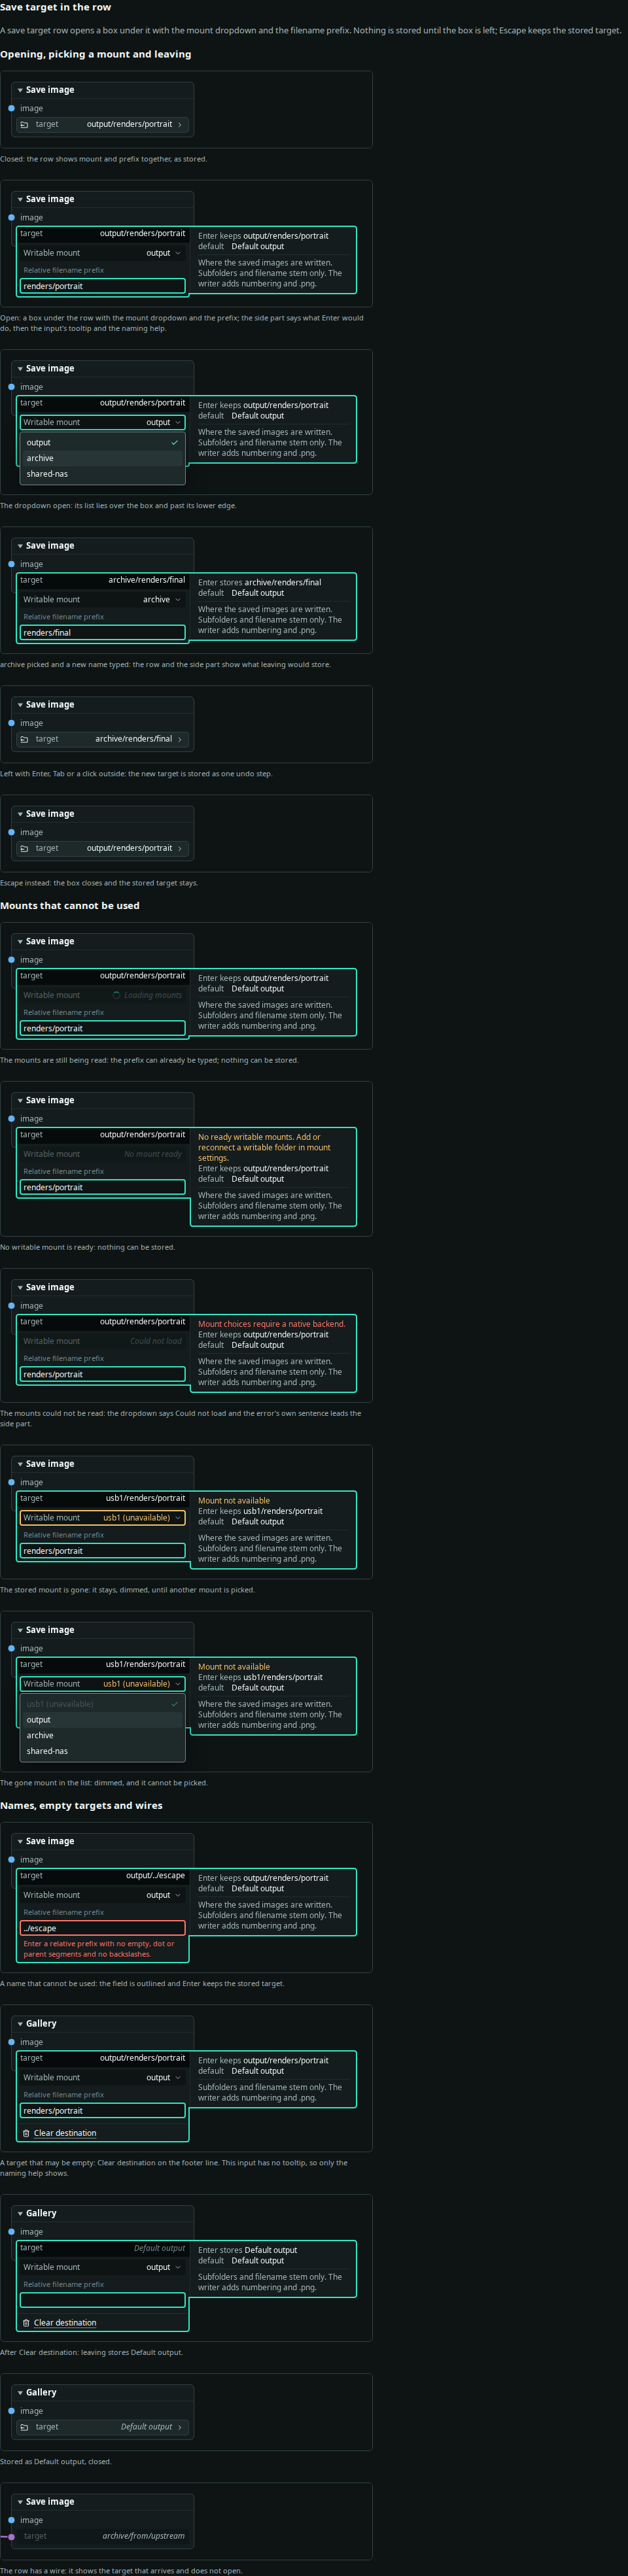 Save target in the row
A save target row opens a box under it with the mount dropdown and the filename prefix. Nothing is stored until the box is left; Escape keeps the stored target.
Opening, picking a mount and leaving
Save image
image
target output/renders/portrait
Closed: the row shows mount and prefix together, as stored.
Save image
image
target output/renders/portrait
Writable mount output
Relative filename prefix
renders/portrait
Enter keeps output/renders/portrait
default Default output
Where the saved images are written.
Subfolders and filename stem only. The
writer adds numbering and .png.
Open: a box under the row with the mount dropdown and the prefix; the side part says what Enter would
do, then the input's tooltip and the naming help.
Save image
image
target output/renders/portrait
Writable mount output
output
archive
shared-nas
Enter keeps output/renders/portrait
default Default output
Where the saved images are written.
Subfolders and filename stem only. The
writer adds numbering and .png.
The dropdown open: its list lies over the box and past its lower edge.
Save image
image
target archive/renders/final
Writable mount archive
Relative filename prefix
renders/final
Enter stores archive/renders/final
default Default output
Where the saved images are written.
Subfolders and filename stem only. The
writer adds numbering and .png.
archive picked and a new name typed: the row and the side part show what leaving would store.
Save image
image
target archive/renders/final
Left with Enter, Tab or a click outside: the new target is stored as one undo step.
Save image
image
target output/renders/portrait
Escape instead: the box closes and the stored target stays.
Mounts that cannot be used
Save image
image
target output/renders/portrait
Writable mount Loading mounts
Relative filename prefix
renders/portrait
Enter keeps output/renders/portrait
default Default output
Where the saved images are written.
Subfolders and filename stem only. The
writer adds numbering and .png.
The mounts are still being read: the prefix can already be typed; nothing can be stored.
Save image
image
target output/renders/portrait
Writable mount No mount ready
Relative filename prefix
renders/portrait
No ready writable mounts. Add or
reconnect a writable folder in mount
settings.
Enter keeps output/renders/portrait
default Default output
Where the saved images are written.
Subfolders and filename stem only. The
writer adds numbering and .png.
No writable mount is ready: nothing can be stored.
Save image
image
target output/renders/portrait
Writable mount Could not load
Relative filename prefix
renders/portrait
Mount choices require a native backend.
Enter keeps output/renders/portrait
default Default output
Where the saved images are written.
Subfolders and filename stem only. The
writer adds numbering and .png.
The mounts could not be read: the dropdown says Could not load and the error's own sentence leads the
side part.
Save image
image
target usb1/renders/portrait
Writable mount usb1 (unavailable)
Relative filename prefix
renders/portrait
Mount not available
Enter keeps usb1/renders/portrait
default Default output
Where the saved images are written.
Subfolders and filename stem only. The
writer adds numbering and .png.
The stored mount is gone: it stays, dimmed, until another mount is picked.
Save image
image
target usb1/renders/portrait
Writable mount usb1 (unavailable)
usb1 (unavailable)
output
archive
shared-nas
Mount not available
Enter keeps usb1/renders/portrait
default Default output
Where the saved images are written.
Subfolders and filename stem only. The
writer adds numbering and .png.
The gone mount in the list: dimmed, and it cannot be picked.
Names, empty targets and wires
Save image
image
target output/../escape
Writable mount output
Relative filename prefix
../escape
Enter a relative prefix with no empty, dot or
parent segments and no backslashes.
Enter keeps output/renders/portrait
default Default output
Where the saved images are written.
Subfolders and filename stem only. The
writer adds numbering and .png.
A name that cannot be used: the field is outlined and Enter keeps the stored target.
Gallery
image
target output/renders/portrait
Writable mount output
Relative filename prefix
renders/portrait
Clear destination
Enter keeps output/renders/portrait
default Default output
Subfolders and filename stem only. The
writer adds numbering and .png.
A target that may be empty: Clear destination on the footer line. This input has no tooltip, so only the
naming help shows.
Gallery
image
target Default output
Writable mount output
Relative filename prefix
Clear destination
Enter stores Default output
default Default output
Subfolders and filename stem only. The
writer adds numbering and .png.
After Clear destination: leaving stores Default output.
Gallery
image
target Default output
Stored as Default output, closed.
Save image
image
target archive/from/upstream
The row has a wire: it shows the target that arrives and does not open.